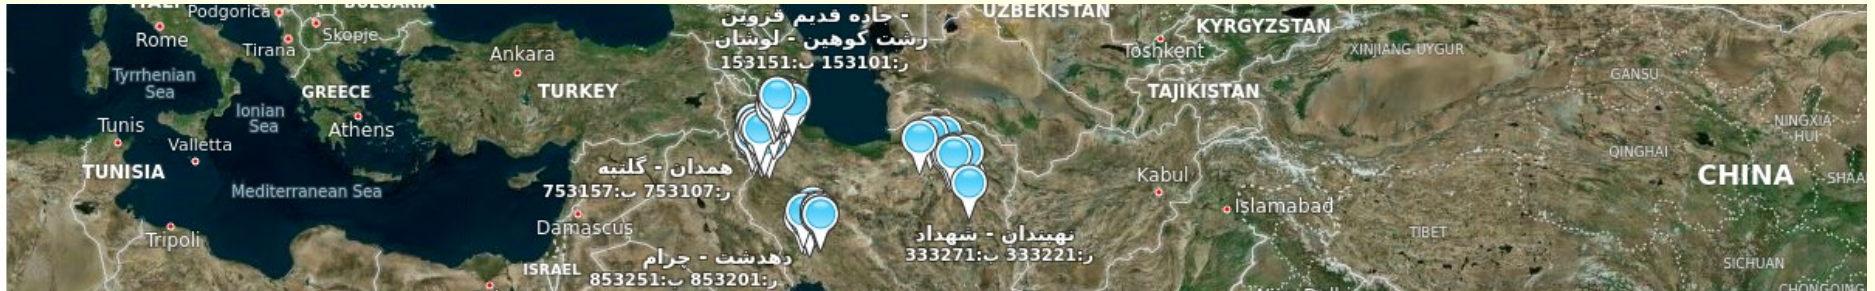 ITALY
Podgorica
BULGARIA
Rome
Tirana
Skopje
Ankara
- جاده قدیم قزوین
رشت کوهین - لوشان
ر:153101 ب:153151
UZBEKISTAN
KYRGYZSTAN
Toshkent
XINJIANG UYGUR
GANSU
Tyrrhenian
Sea
GREECE
TURKEY
TAJIKISTAN
Ionian
Sea
Tunis
Athens
NINGXIA
HUI
Valletta
QINGHAI
TUNISIA
همدان - گلتپه
ر:753107 ب:753157
Kabul
CHINA
Mediterranean Sea
Islamabad
Damascus
Tripoli
نهبندان - شهداد
ر:333221 ب:333271
TIBET
ISRAEL
دهدشت - چرام
ر:853201 ب:853251
SICHUAN
CHONGQING